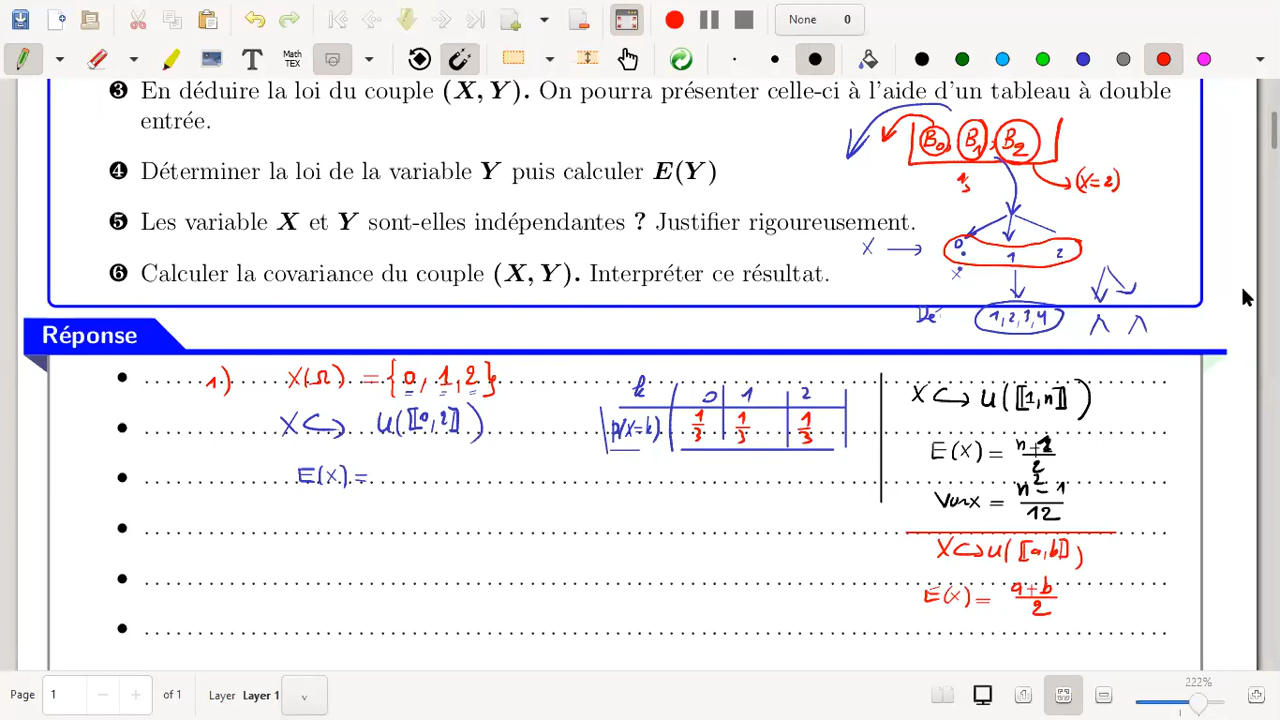 None 0
T Math TEX
❸ En déduire la loi du couple (X, Y). On pourra présenter celle-ci à l'aide d'un tableau à double
entrée.
B0, B1, B2
1/3
(X=2)
❹ Déterminer la loi de la variable Y puis calculer E(Y)
❺ Les variable X et Y sont-elles indépendantes ? Justifier rigoureusement.
X → 0 1 2
x
❻ Calculer la covariance du couple (X, Y). Interpréter ce résultat.
Dé: 1,2,3,4
Réponse
1.) X(Ω) = {0, 1, 2}
X ↪ U([[0,2]])
E(X) =
k 0 1 2
p(X=k) 1/3 1/3 1/3
X ↪ U([[1,n]])
E(X) = n+1/2
Var X = n²-1/12
X ↪ U([[a,b]])
E(X) = a+b/2
Page 1 of 1 Layer Layer 1 222%